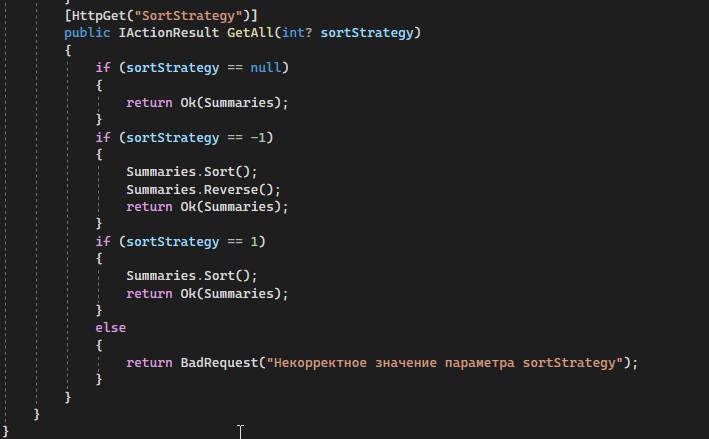 }
[HttpGet("SortStrategy")]
public IActionResult GetAll(int? sortStrategy)
{
if (sortStrategy == null)
{
return Ok(Summaries);
}
if (sortStrategy == -1)
{
Summaries.Sort();
Summaries.Reverse();
return Ok(Summaries);
}
if (sortStrategy == 1)
{
Summaries.Sort();
return Ok(Summaries);
}
else
{
return BadRequest("Некорректное значение параметра sortStrategy");
}
}
}
}